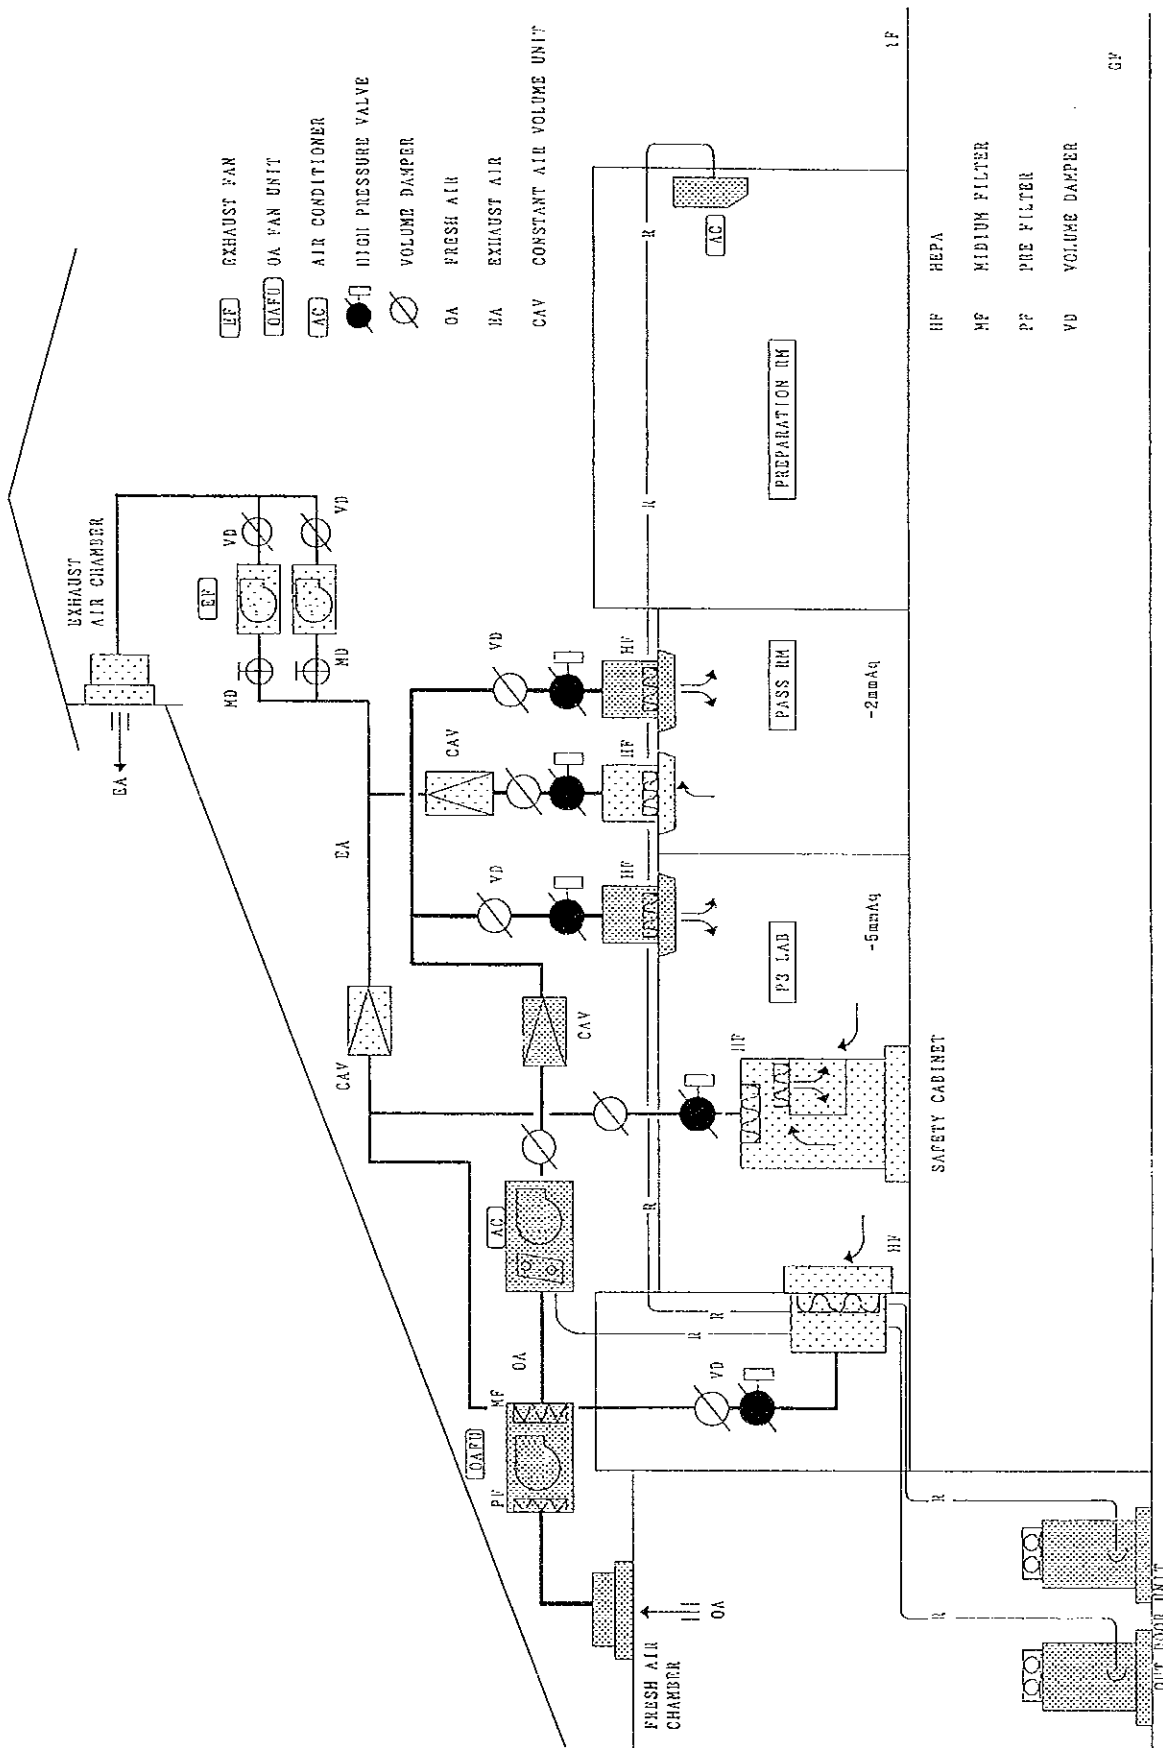 EXHAUST
AIR CHAMBER
EA
EF
VD
VD
MD
MD
EF EXHAUST FAN
OAFU OA FAN UNIT
AC AIR CONDITIONER
HIGH PRESSURE VALVE
VOLUME DAMPER
OA FRESH AIR
EA EXHAUST AIR
CAV CONSTANT AIR VOLUME UNIT
EA
CAV
CAV
VD
VD
CAV
HF
HF
HF
AC
OA
OAFU
PF
MF
VD
R
R
R
R
R
AC
HF
HF
P3 LAB
-5mmAq
PASS RM
-2mmAq
PREPARATION RM
1F
FRESH AIR
CHAMBER
OA
SAFETY CABINET
HF HEPA
MF MIDIUM FILTER
PF PRE FILTER
VD VOLUME DAMPER
R
R
GF
OUT DOOR UNIT